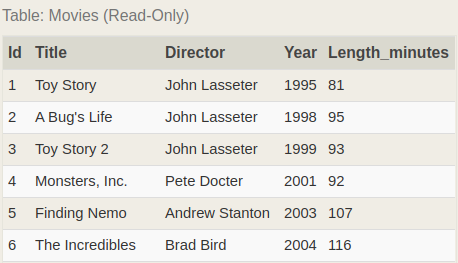 Table: Movies (Read-Only)
Id Title Director Year Length_minutes
1 Toy Story John Lasseter 1995 81
2 A Bug's Life John Lasseter 1998 95
3 Toy Story 2 John Lasseter 1999 93
4 Monsters, Inc. Pete Docter 2001 92
5 Finding Nemo Andrew Stanton 2003 107
6 The Incredibles Brad Bird 2004 116